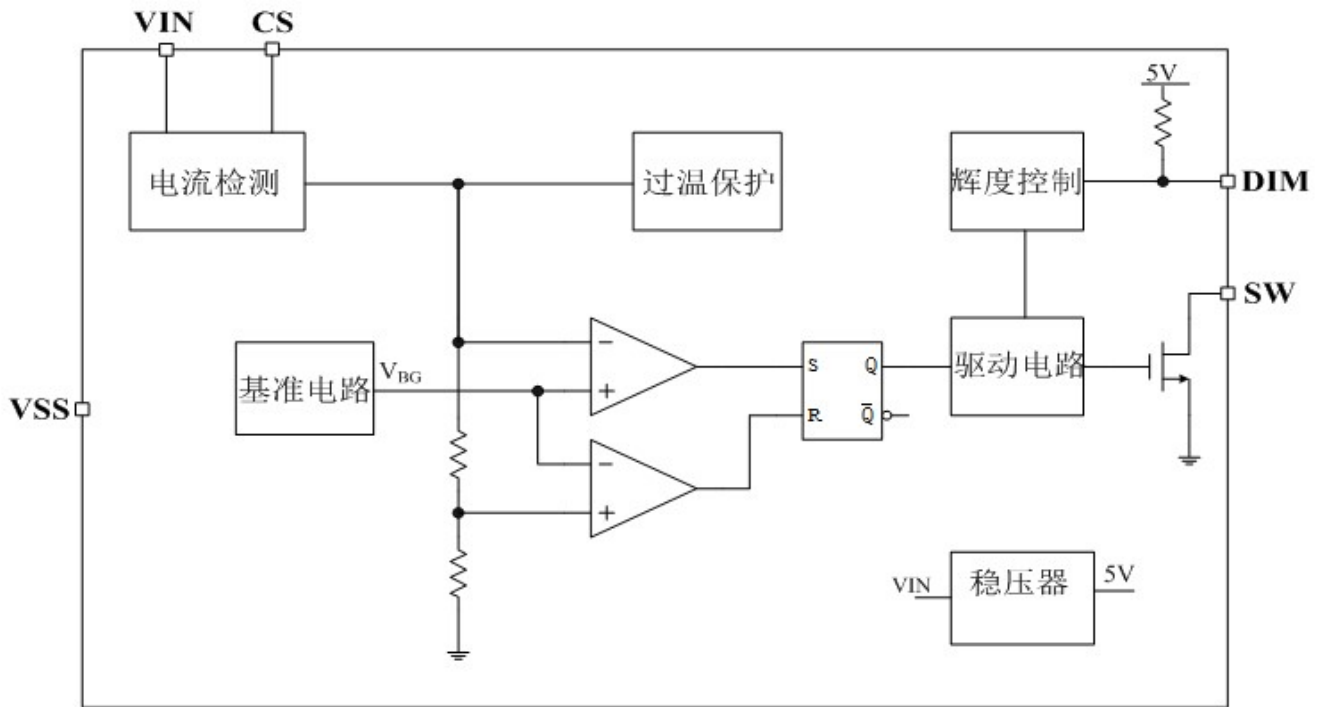 VIN
CS
5V
电流检测
过温保护
辉度控制
DIM
SW
基准电路
VBG
−
+
S
Q
驱动电路
VSS
R
Q̅
−
+
VIN
稳压器
5V